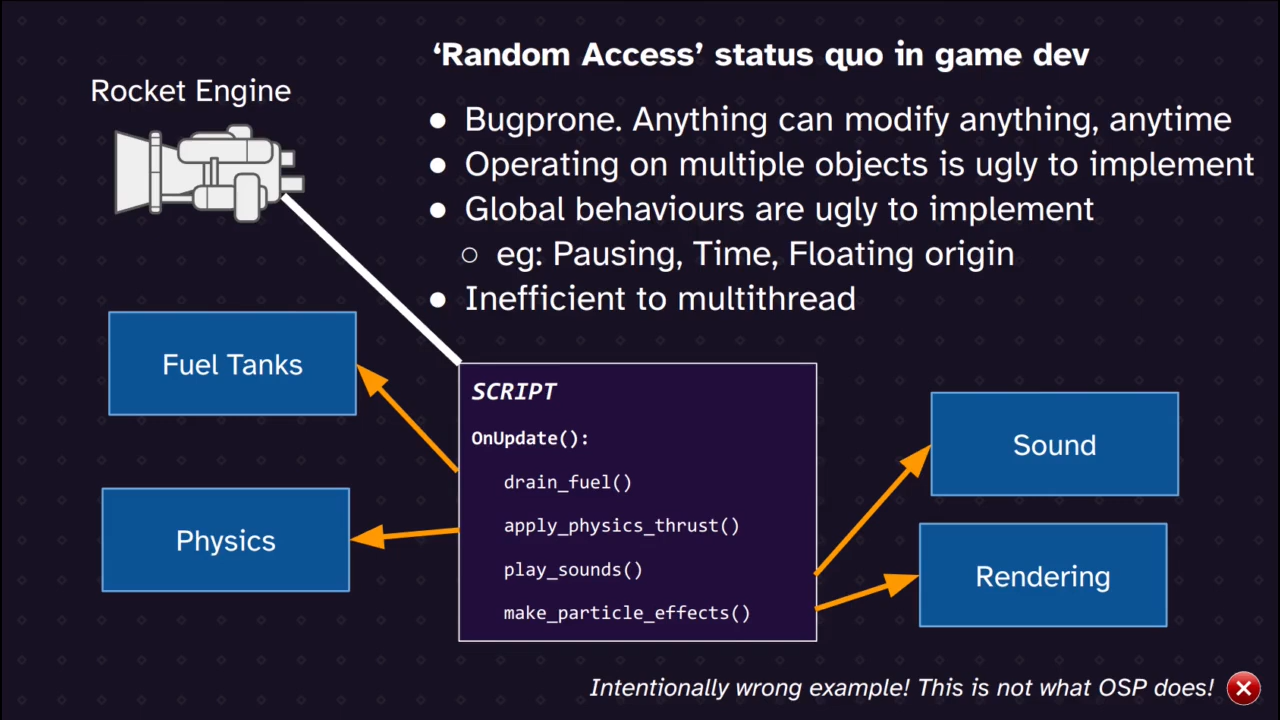 ‘Random Access’ status quo in game dev
Rocket Engine
● Bugprone. Anything can modify anything, anytime
● Operating on multiple objects is ugly to implement
● Global behaviours are ugly to implement
○ eg: Pausing, Time, Floating origin
● Inefficient to multithread
Fuel Tanks
Physics
SCRIPT
OnUpdate():
drain_fuel()
apply_physics_thrust()
play_sounds()
make_particle_effects()
Sound
Rendering
Intentionally wrong example! This is not what OSP does!